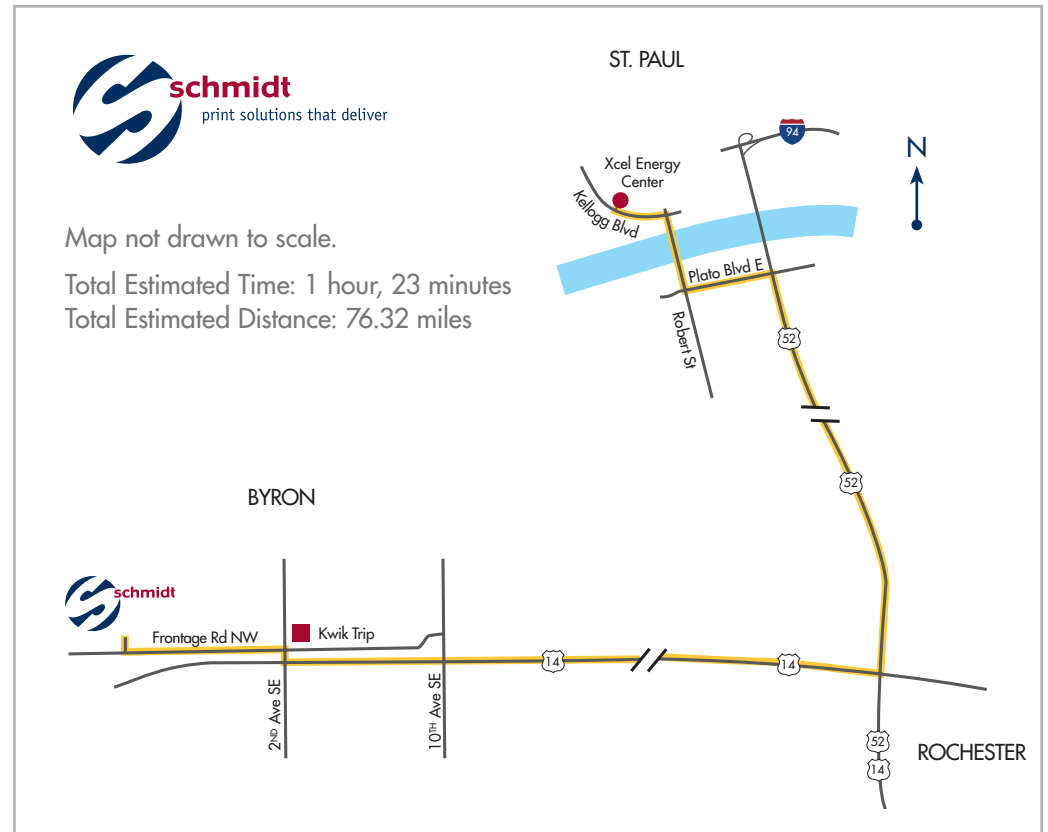 schmidt
print solutions that deliver
ST. PAUL
94
N
Xcel Energy
Center
Kellogg Blvd
Map not drawn to scale.
Total Estimated Time: 1 hour, 23 minutes
Total Estimated Distance: 76.32 miles
Plato Blvd E
Robert St
52
52
BYRON
schmidt
Frontage Rd NW
Kwik Trip
14
14
2ND Ave SE
10TH Ave SE
52
14
ROCHESTER